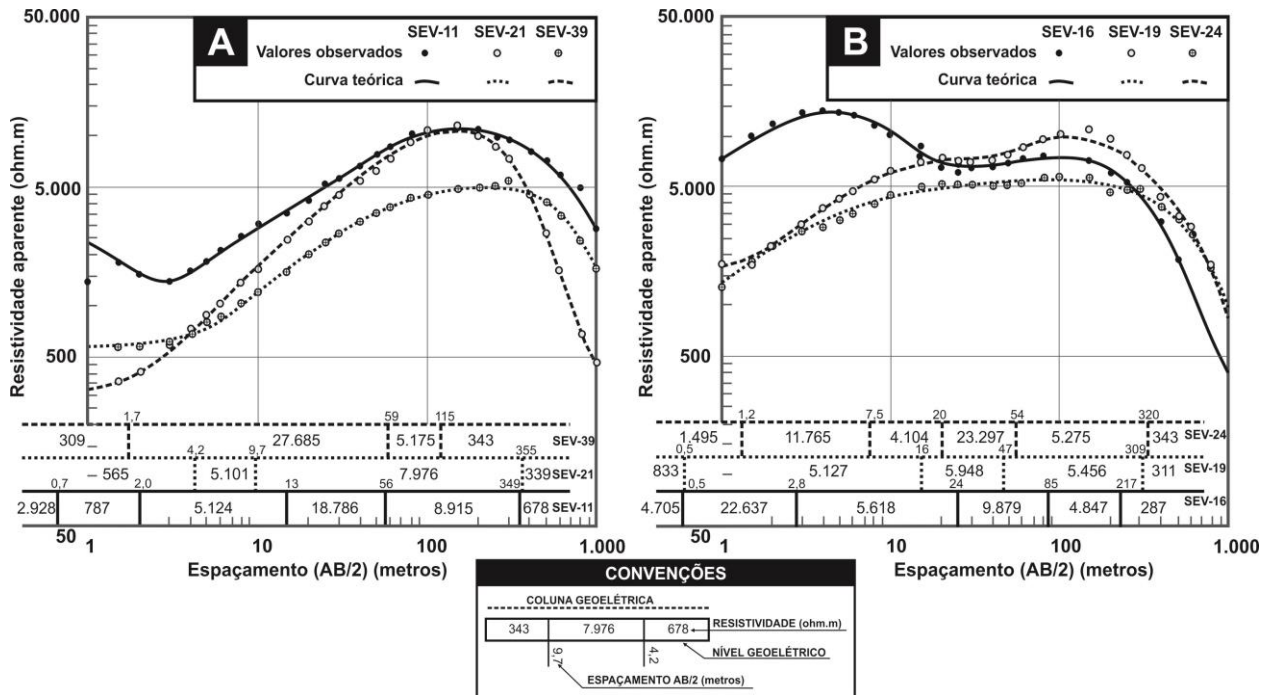 A
SEV-11 SEV-21 SEV-39
Valores observados
Curva teórica
50.000
5.000
500
50
Resistividade aparente (ohm.m)
1,7 59 115
309 27.685 5.175 343 SEV-39
4,2 9,7 355
565 5.101 7.976 339 SEV-21
0,7 2,0 13 56 349
2.928 787 5.124 18.786 8.915 678 SEV-11
1 10 100 1.000
Espaçamento (AB/2) (metros)
B
SEV-16 SEV-19 SEV-24
Valores observados
Curva teórica
50.000
5.000
500
50
Resistividade aparente (ohm.m)
1,2 7,5 20 54 320
1.495 11.765 4.104 23.297 5.275 343 SEV-24
0,5 16 47 309
833 5.127 5.948 5.456 311 SEV-19
0,5 2,8 24 85 217
4.705 22.637 5.618 9.879 4.847 287 SEV-16
1 10 100 1.000
Espaçamento (AB/2) (metros)
CONVENÇÕES
COLUNA GEOELÉTRICA
343 7.976 678 RESISTIVIDADE (ohm.m)
NÍVEL GEOELÉTRICO
9,7 4,2
ESPAÇAMENTO AB/2 (metros)